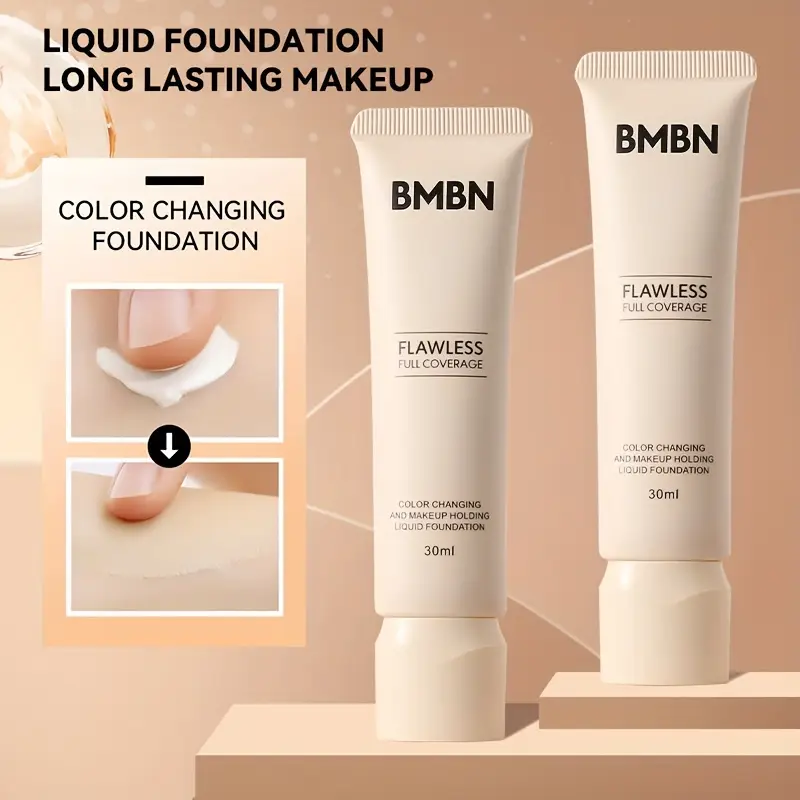 LIQUID FOUNDATION
LONG LASTING MAKEUP
COLOR CHANGING
FOUNDATION
BMBN
FLAWLESS
FULL COVERAGE
COLOR CHANGING
AND MAKEUP HOLDING
LIQUID FOUNDATION
30ml
BMBN
FLAWLESS
FULL COVERAGE
COLOR CHANGING
AND MAKEUP HOLDING
LIQUID FOUNDATION
30ml